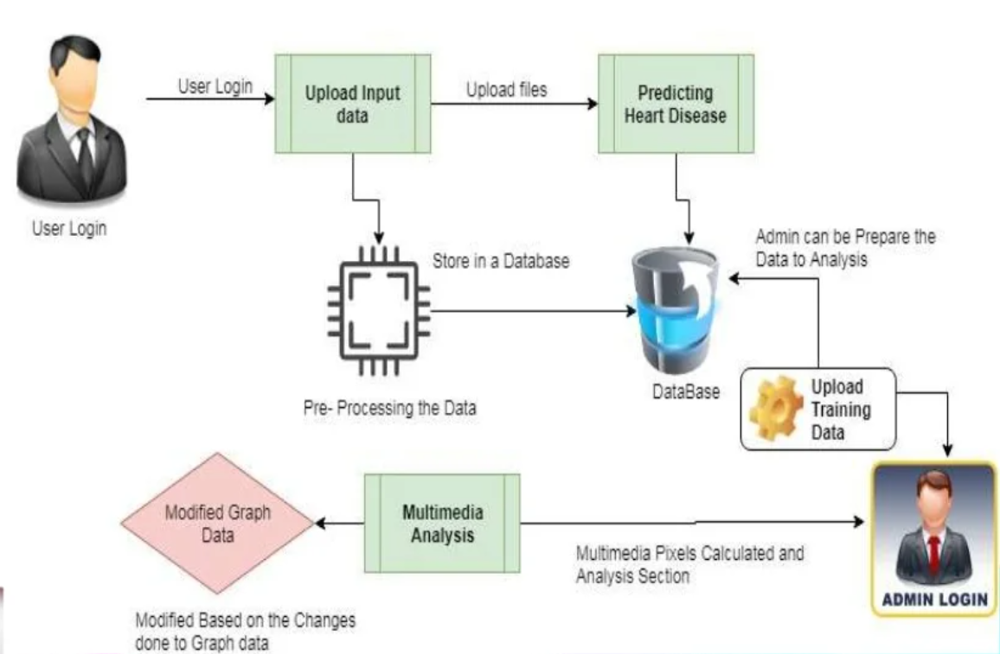 User Login
User Login
Upload Input
data
Upload files
Predicting
Heart Disease
Store in a Database
Admin can be Prepare the
Data to Analysis
Pre- Processing the Data
DataBase
Upload
Training
Data
Modified Graph
Data
Multimedia
Analysis
Multimedia Pixels Calculated and
Analysis Section
ADMIN LOGIN
Modified Based on the Changes
done to Graph data